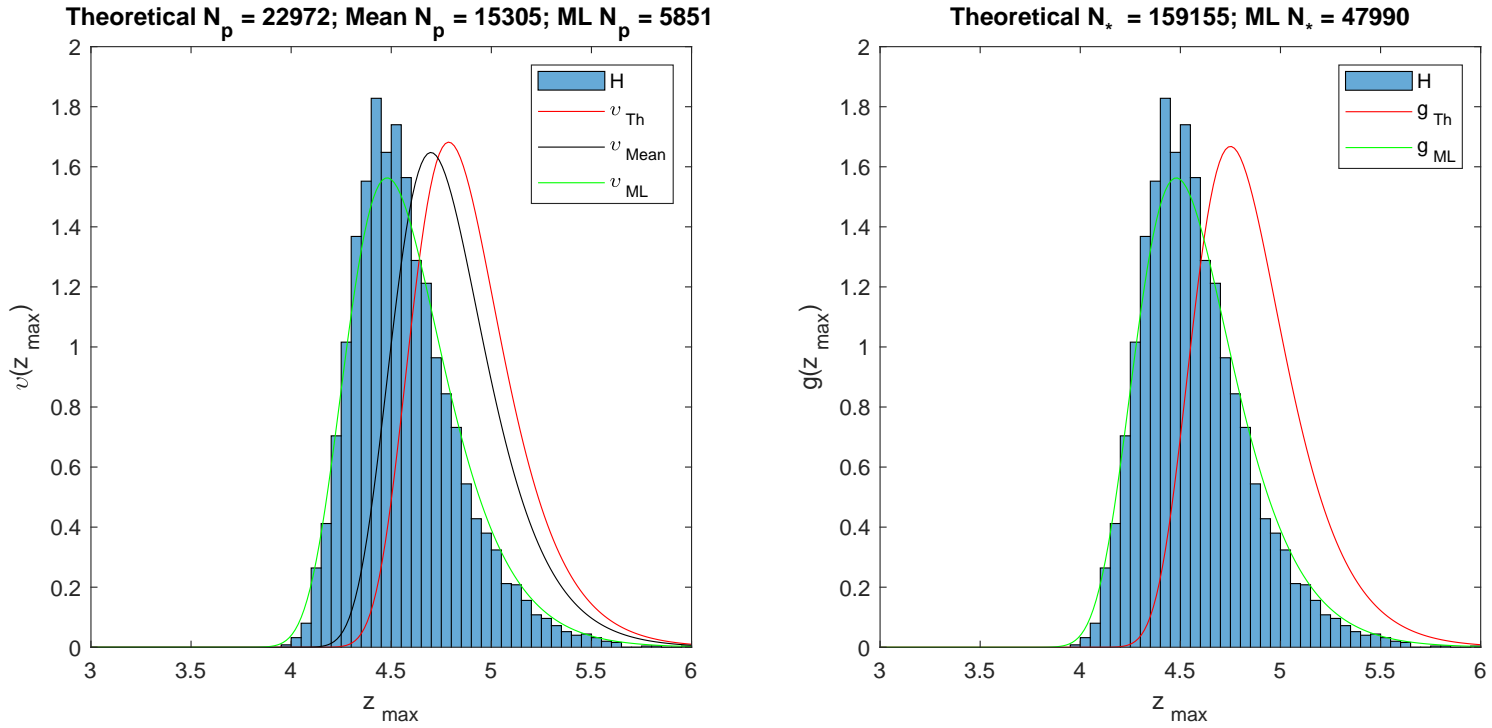 Theoretical N_p = 22972; Mean N_p = 15305; ML N_p = 5851
2
1.8
1.6
1.4
1.2
1
0.8
0.6
0.4
0.2
0
3
3.5
4
4.5
5
5.5
6
υ(z_max)
z_max
H
υ_Th
υ_Mean
υ_ML
Theoretical N_* = 159155; ML N_* = 47990
2
1.8
1.6
1.4
1.2
1
0.8
0.6
0.4
0.2
0
3
3.5
4
4.5
5
5.5
6
g(z_max)
z_max
H
g_Th
g_ML